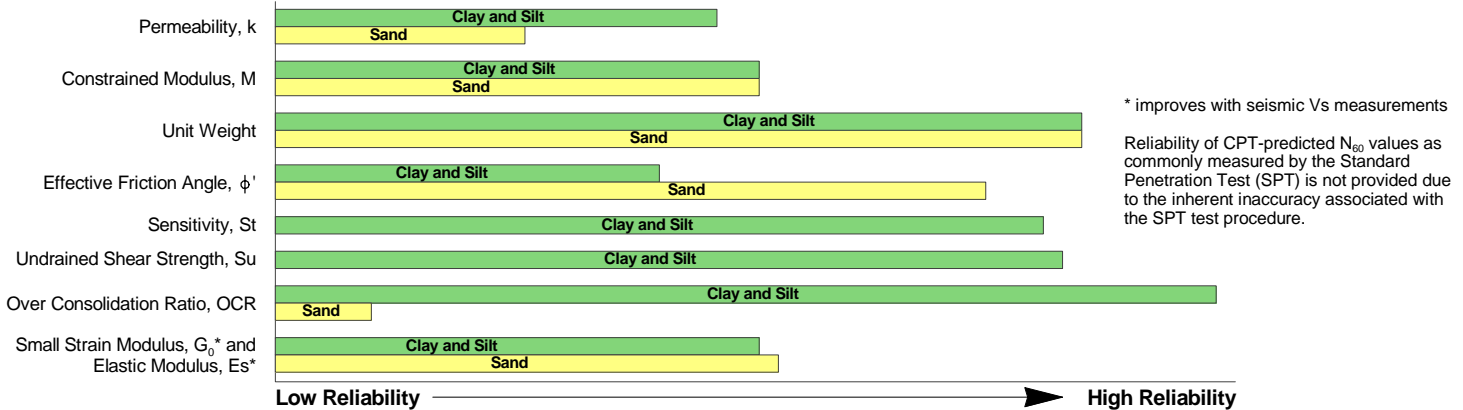 Permeability, k
Clay and Silt
Sand
Constrained Modulus, M
Clay and Silt
Sand
Unit Weight
Clay and Silt
Sand
Effective Friction Angle, ϕ'
Clay and Silt
Sand
Sensitivity, St
Clay and Silt
Undrained Shear Strength, Su
Clay and Silt
Over Consolidation Ratio, OCR
Clay and Silt
Sand
Small Strain Modulus, G₀* and
Elastic Modulus, Es*
Clay and Silt
Sand
Low Reliability
High Reliability
* improves with seismic Vs measurements
Reliability of CPT-predicted N₆₀ values as
commonly measured by the Standard
Penetration Test (SPT) is not provided due
to the inherent inaccuracy associated with
the SPT test procedure.